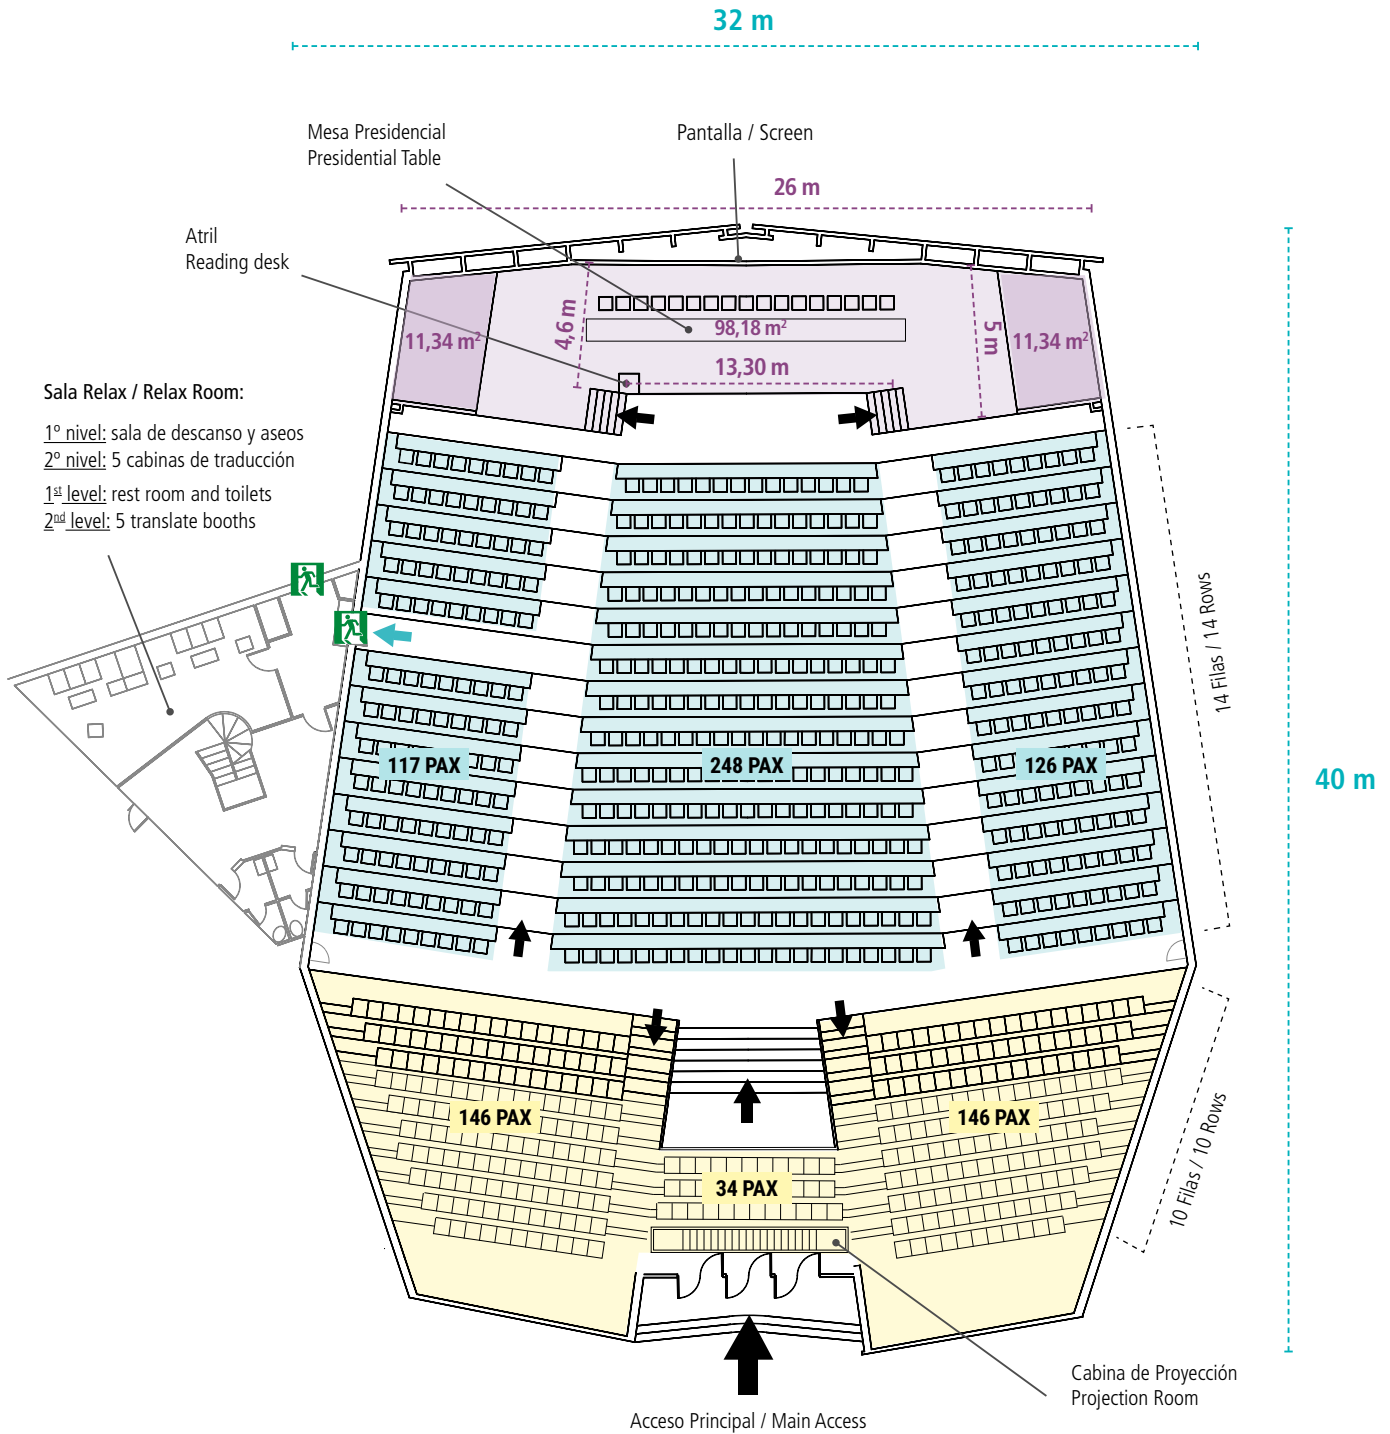 32 m
Mesa Presidencial
Presidential Table
Pantalla / Screen
26 m
Atril
Reading desk
4,6 m
98,18 m²
5 m
11,34 m²
11,34 m²
13,30 m
Sala Relax / Relax Room:
1º nivel: sala de descanso y aseos
2º nivel: 5 cabinas de traducción
1st level: rest room and toilets
2nd level: 5 translate booths
14 Filas / 14 Rows
117 PAX
248 PAX
126 PAX
40 m
146 PAX
146 PAX
34 PAX
10 Filas / 10 Rows
Cabina de Proyección
Projection Room
Acceso Principal / Main Access